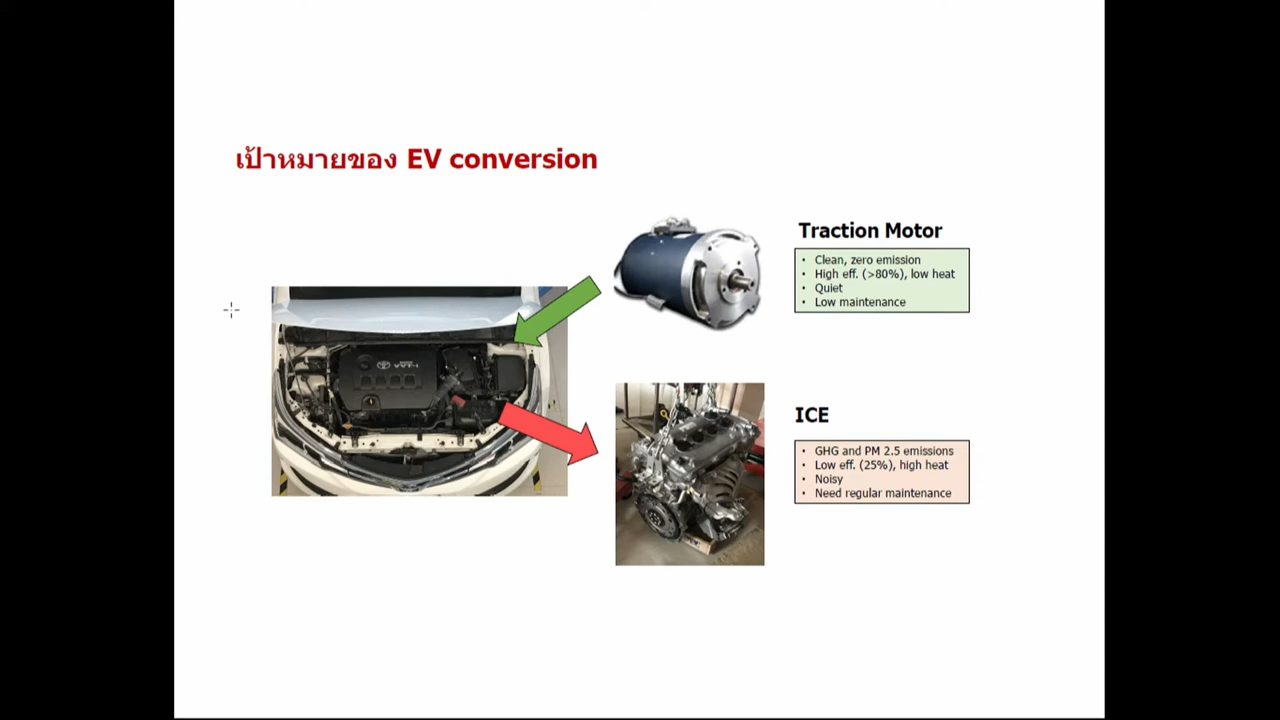 เป้าหมายของ EV conversion
Traction Motor
• Clean, zero emission
• High eff. (>80%), low heat
• Quiet
• Low maintenance
VVT-i
ICE
• GHG and PM 2.5 emissions
• Low eff. (25%), high heat
• Noisy
• Need regular maintenance